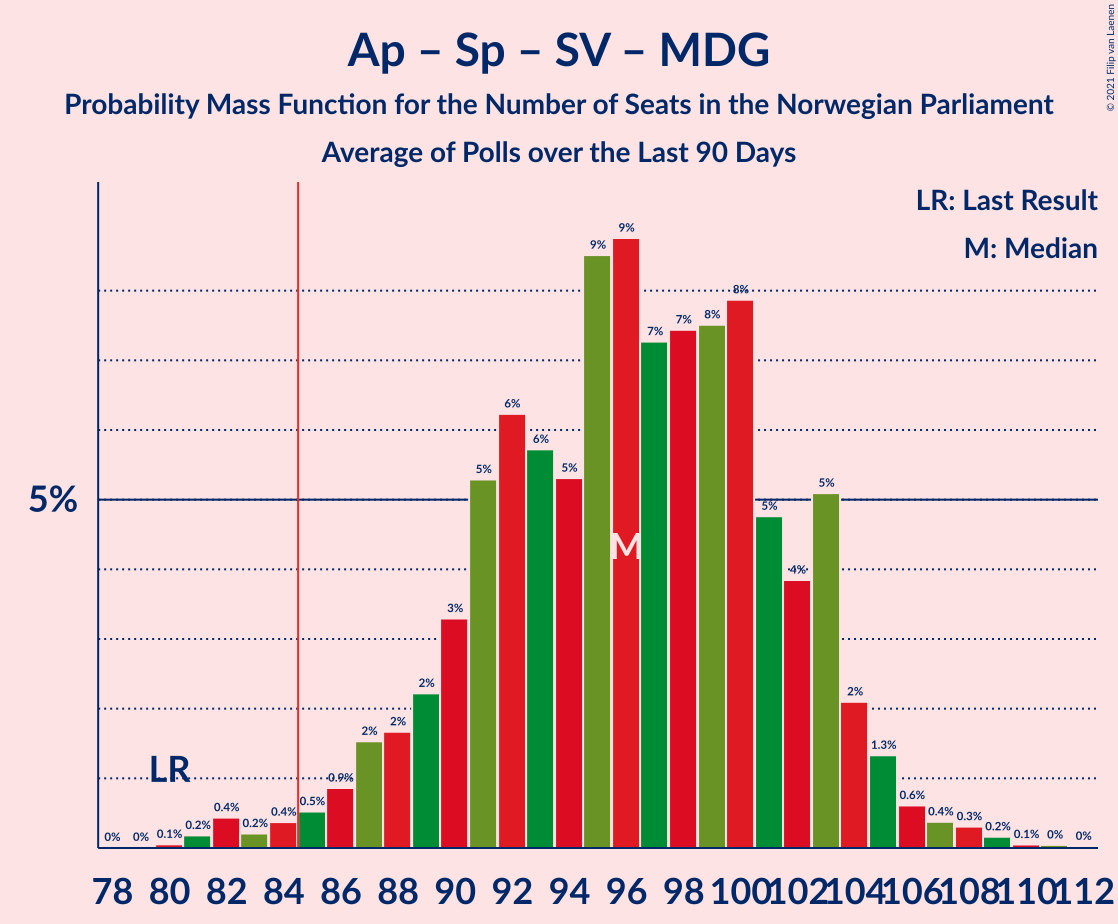 Ap – Sp – SV – MDG
Probability Mass Function for the Number of Seats in the Norwegian Parliament
Average of Polls over the Last 90 Days
© 2021 Filip van Laenen
LR: Last Result
M: Median
5%
LR
M
0% 0% 0.1% 0.2% 0.4% 0.2% 0.4% 0.5% 0.9% 2% 2% 2% 3% 5% 6% 6% 5% 9% 9% 7% 7% 8% 8% 5% 4% 5% 2% 1.3% 0.6% 0.4% 0.3% 0.2% 0.1% 0% 0%
78 80 82 84 86 88 90 92 94 96 98 100 102 104 106 108 110 112